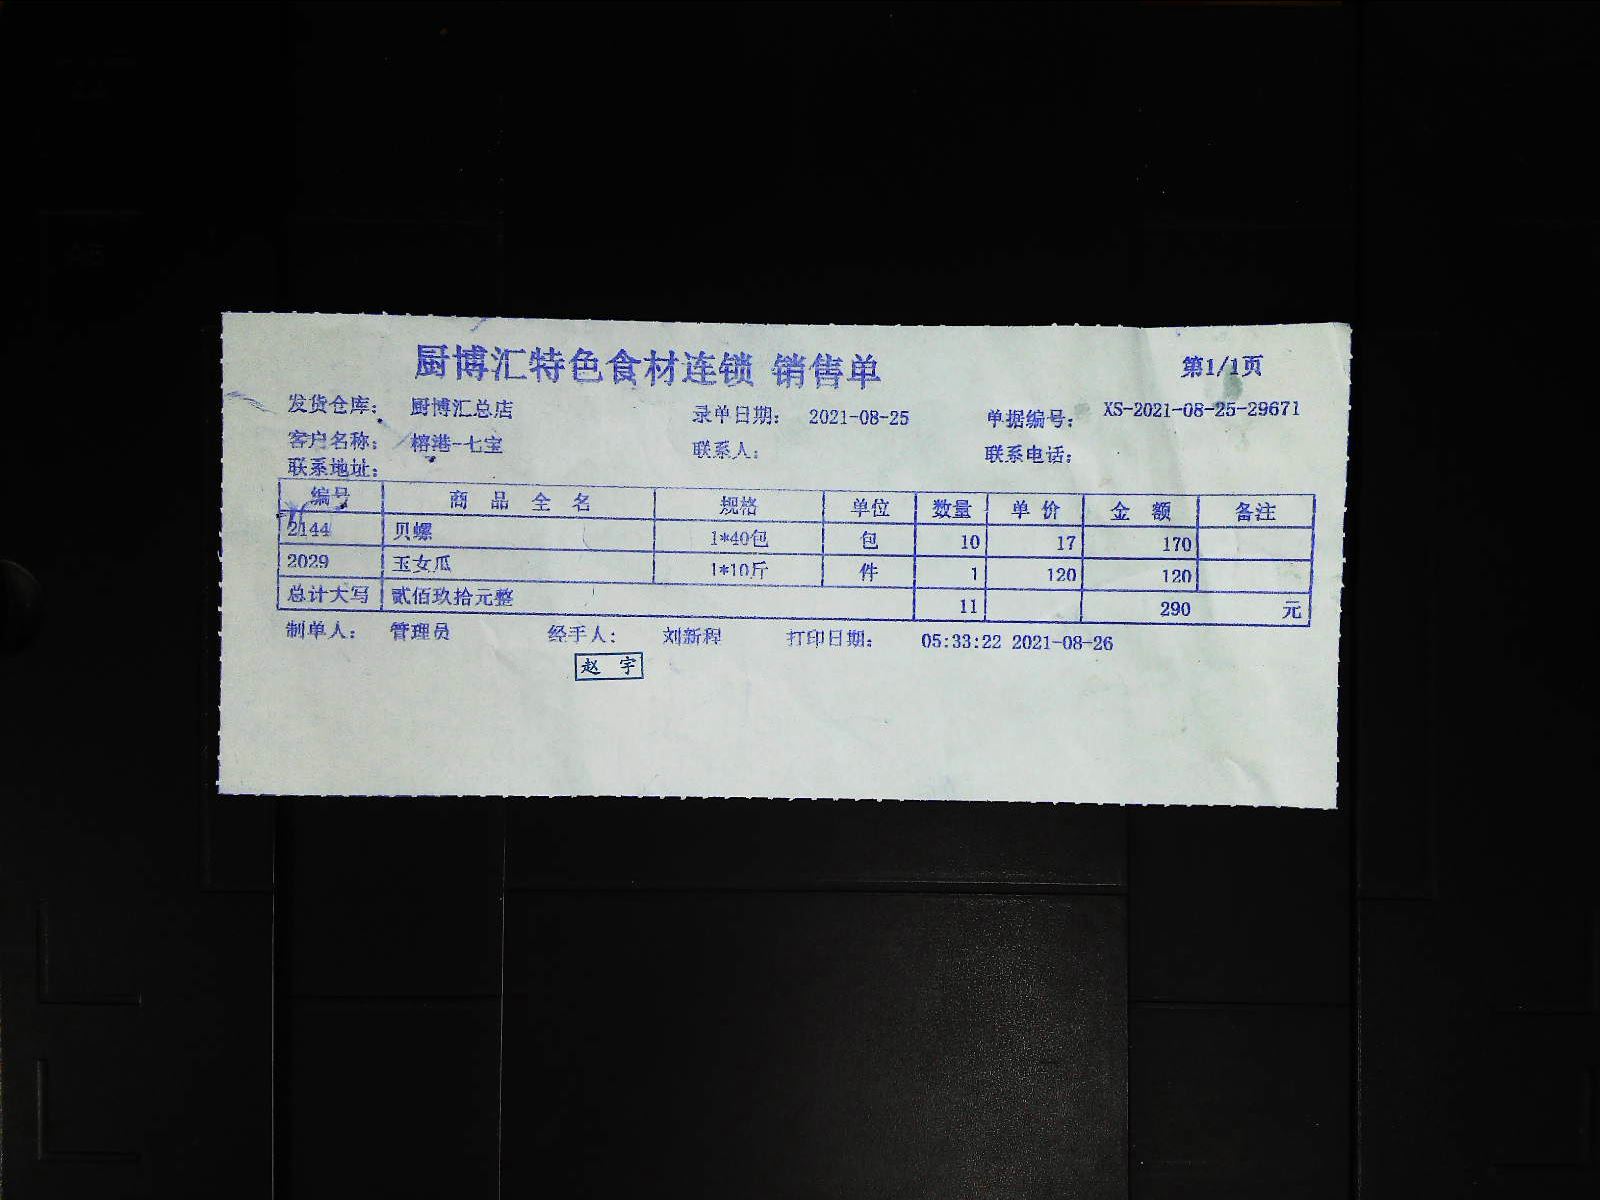 厨博汇特色食材连锁 销售单 第1/1页
发货仓库: 厨博汇总店 录单日期: 2021-08-25 单据编号: XS-2021-08-25-29671
客户名称: 榕港-七宝 联系人: 联系电话:
联系地址:
编号 商品全名 规格 单位 数量 单价 金额 备注
2144 贝螺 1*40包 包 10 17 170
2029 玉女瓜 1*10斤 件 1 120 120
总计大写 贰佰玖拾元整 11 290 元
制单人: 管理员 经手人: 刘新程 打印日期: 05:33:22 2021-08-26
赵 宇